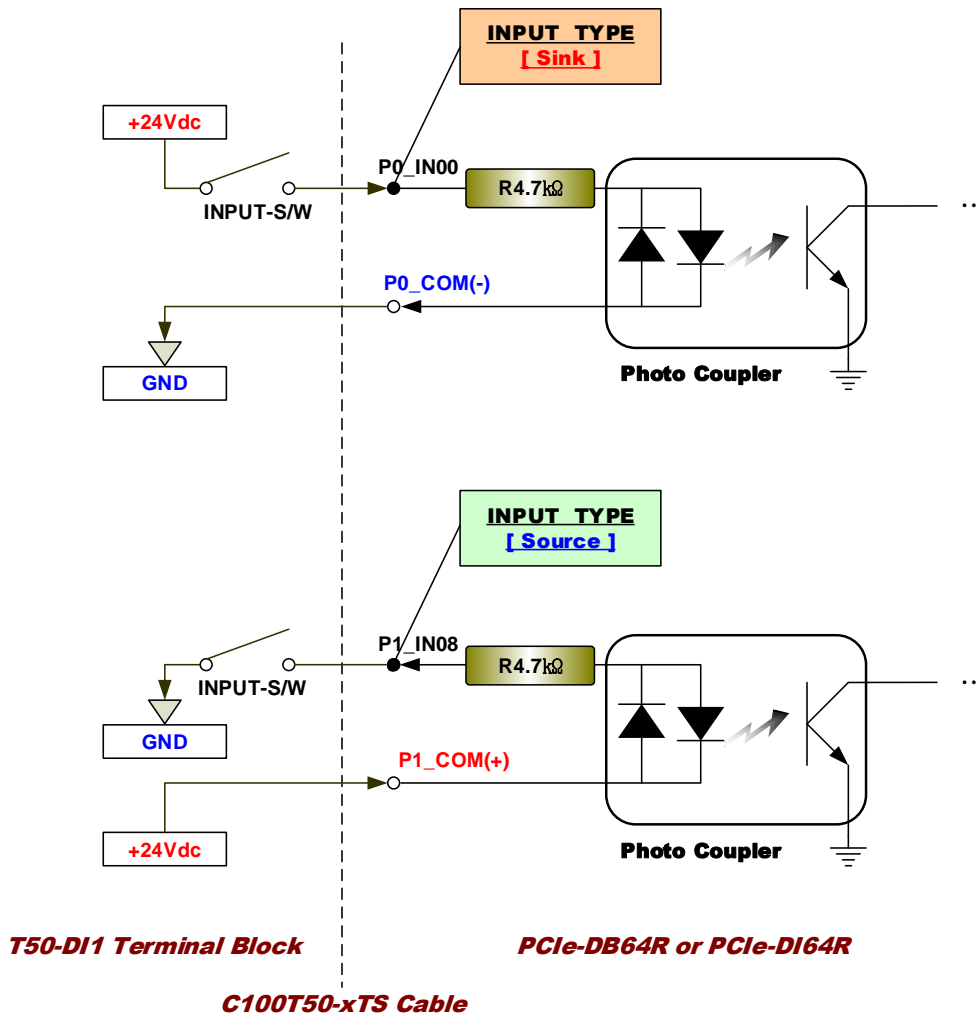 INPUT TYPE
[ Sink ]
+24Vdc
P0_IN00
R4.7㏀
INPUT-S/W
P0_COM(-)
GND
Photo Coupler
INPUT TYPE
[ Source ]
P1_IN08
R4.7㏀
INPUT-S/W
GND
P1_COM(+)
+24Vdc
Photo Coupler
T50-DI1 Terminal Block
PCIe-DB64R or PCIe-DI64R
C100T50-xTS Cable